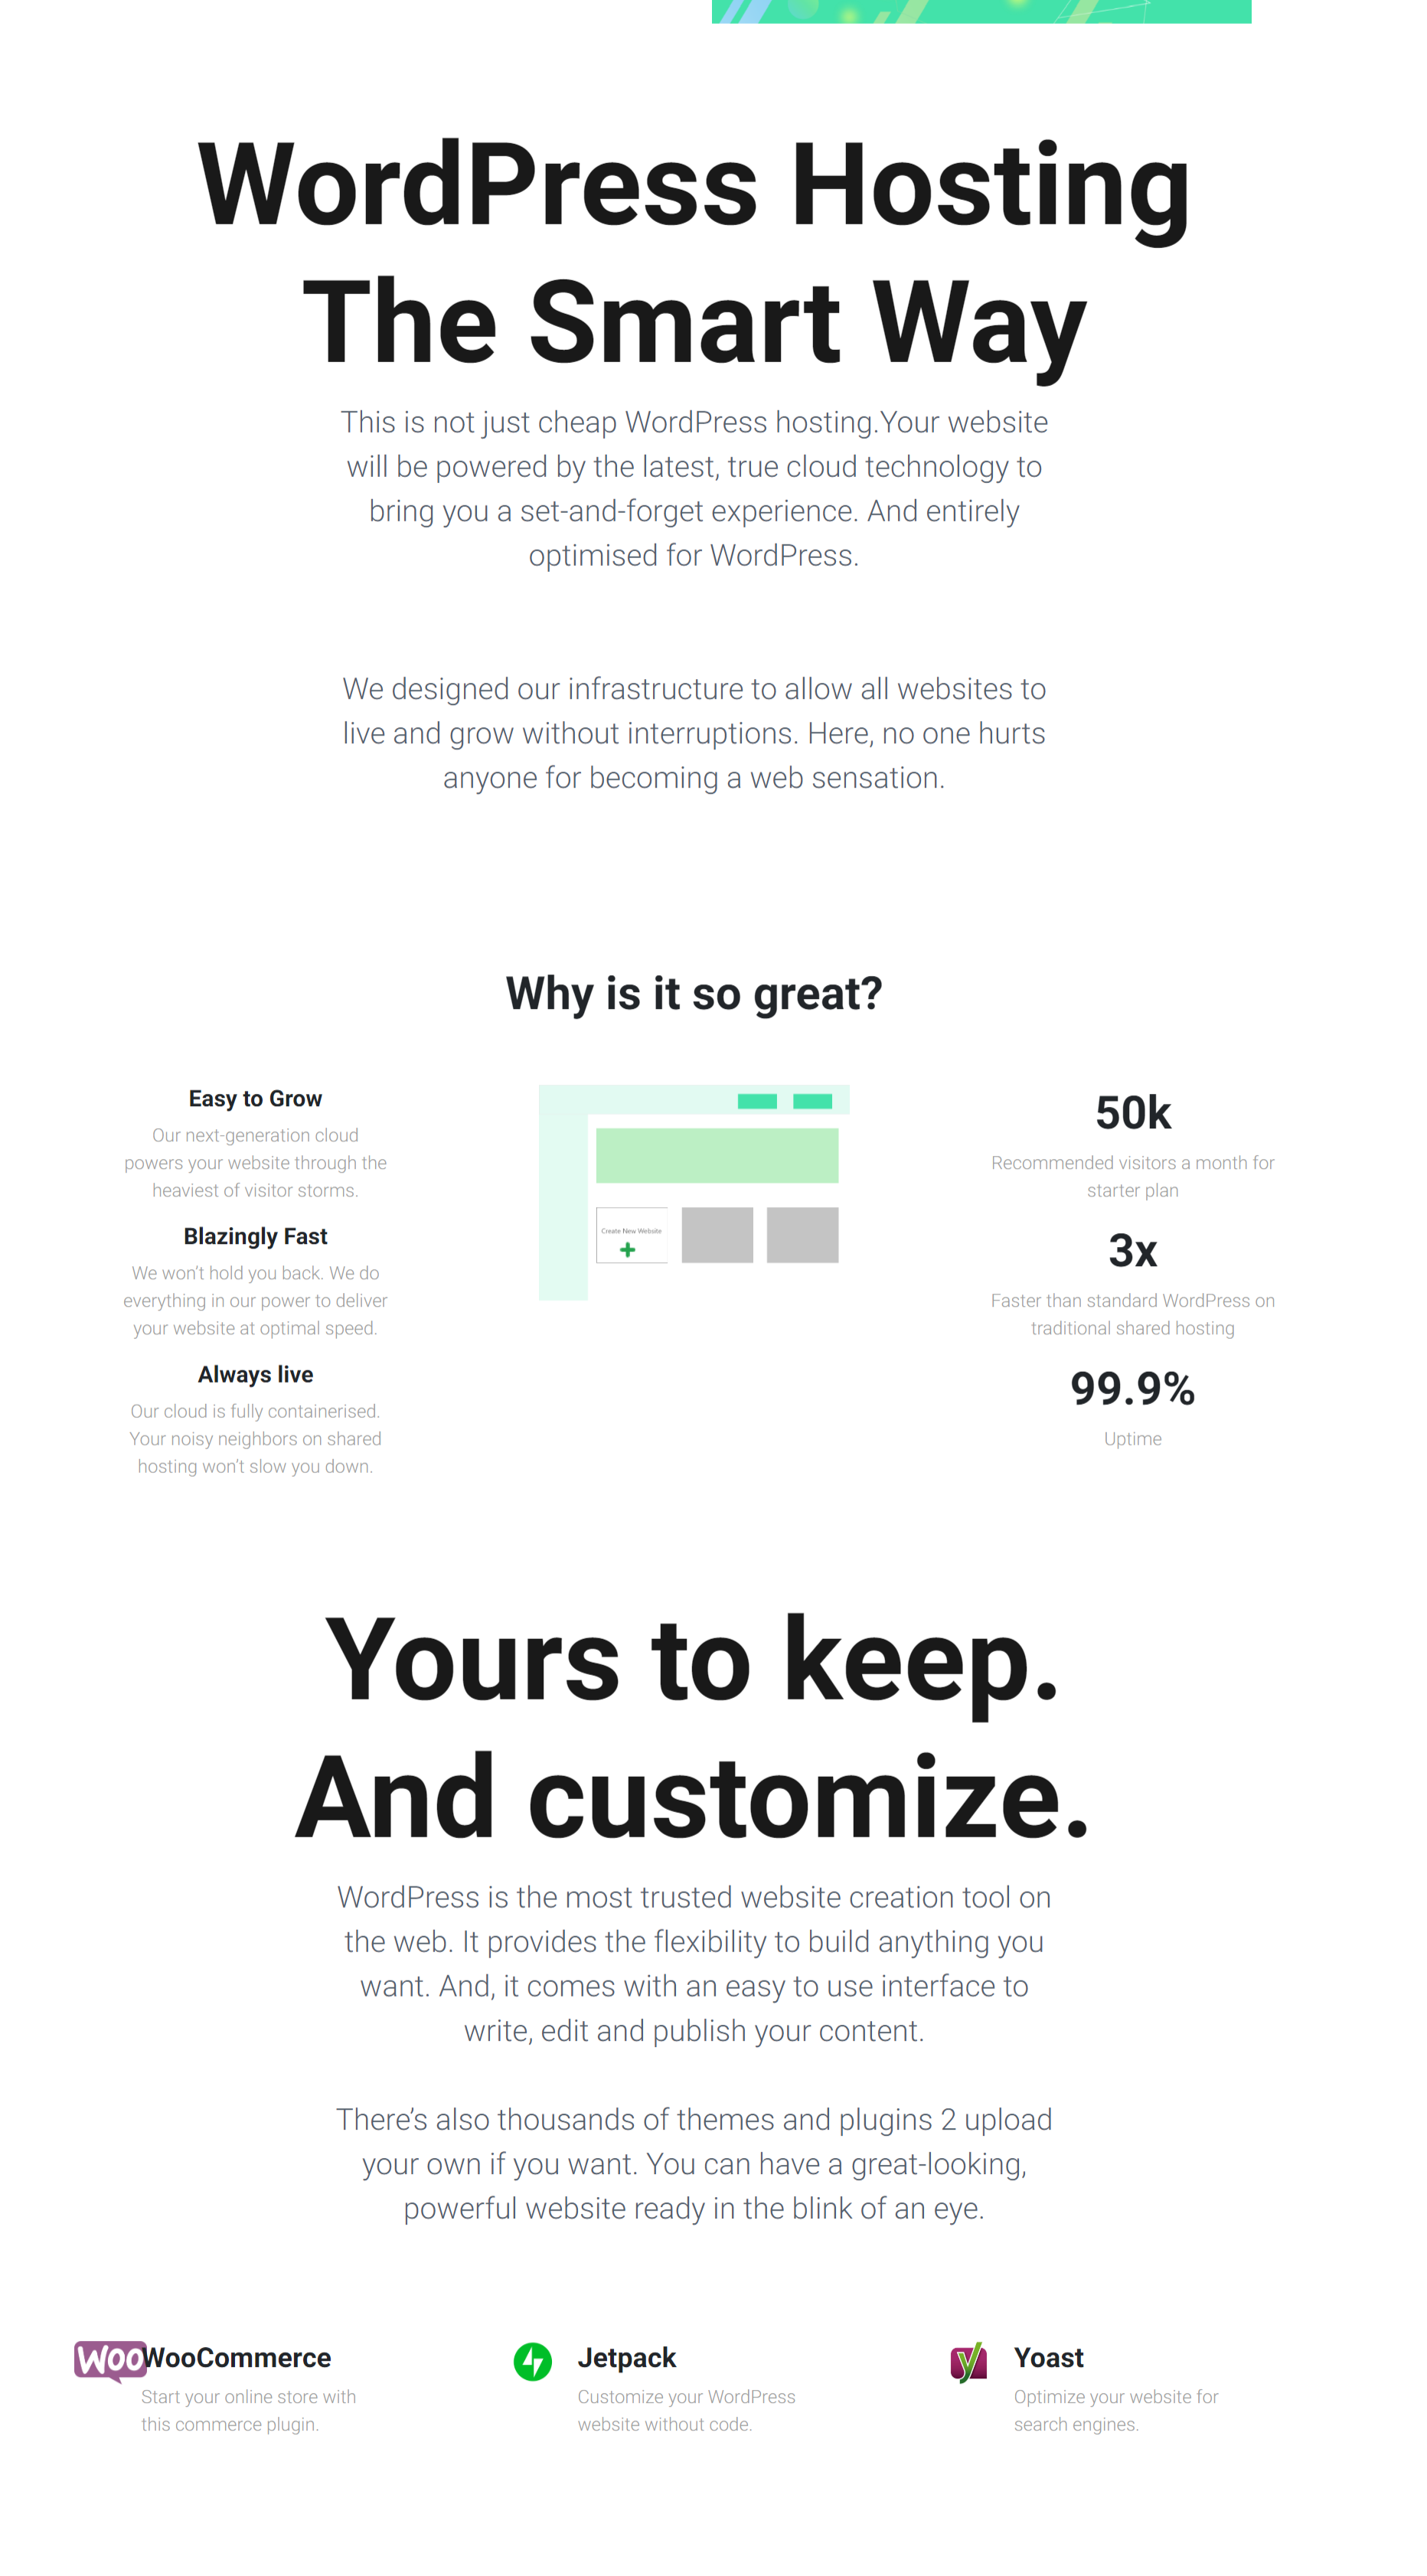 WordPress Hosting
The Smart Way
This is not just cheap WordPress hosting.Your website
will be powered by the latest, true cloud technology to
bring you a set-and-forget experience. And entirely
optimised for WordPress.
We designed our infrastructure to allow all websites to
live and grow without interruptions. Here, no one hurts
anyone for becoming a web sensation.
Why is it so great?
Easy to Grow
Our next-generation cloud
powers your website through the
heaviest of visitor storms.
Blazingly Fast
We won’t hold you back. We do
everything in our power to deliver
your website at optimal speed.
Always live
Our cloud is fully containerised.
Your noisy neighbors on shared
hosting won’t slow you down.
Create New Website
50k
Recommended visitors a month for
starter plan
3x
Faster than standard WordPress on
traditional shared hosting
99.9%
Uptime
Yours to keep.
And customize.
WordPress is the most trusted website creation tool on
the web. It provides the flexibility to build anything you
want. And, it comes with an easy to use interface to
write, edit and publish your content.
There’s also thousands of themes and plugins 2 upload
your own if you want. You can have a great-looking,
powerful website ready in the blink of an eye.
Woo
WooCommerce
Start your online store with
this commerce plugin.
Jetpack
Customize your WordPress
website without code.
y
Yoast
Optimize your website for
search engines.